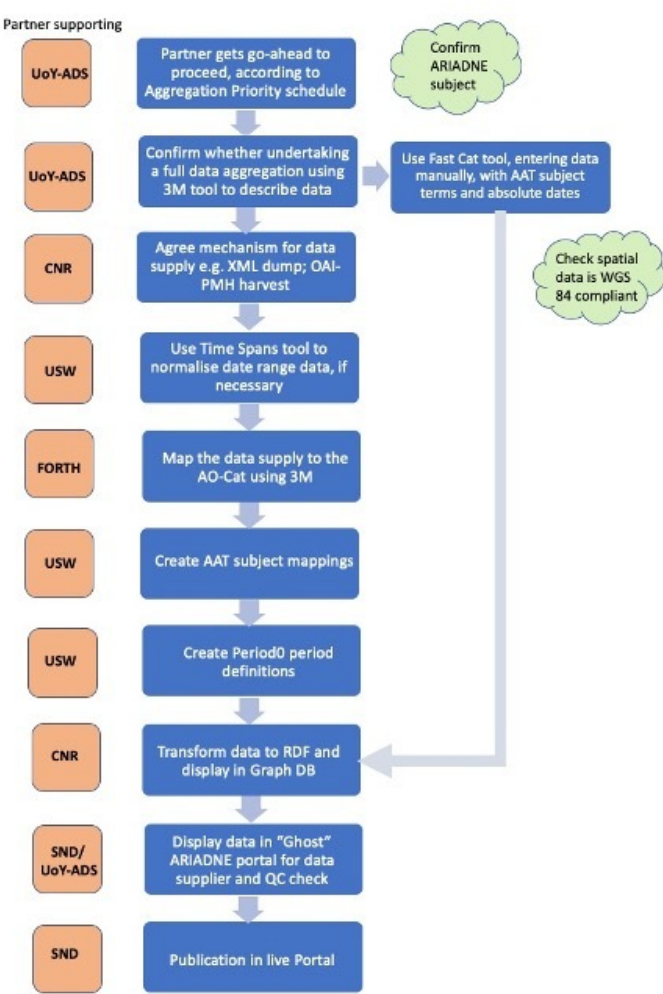 Partner supporting
UoY-ADS
Partner gets go-ahead to
proceed, according to
Aggregation Priority schedule
Confirm
ARIADNE
subject
UoY-ADS
Confirm whether undertaking
a full data aggregation using
3M tool to describe data
Use Fast Cat tool, entering data
manually, with AAT subject
terms and absolute dates
CNR
Agree mechanism for data
supply e.g. XML dump; OAI-
PMH harvest
Check spatial
data is WGS
84 compliant
USW
Use Time Spans tool to
normalise date range data, if
necessary
FORTH
Map the data supply to the
AO-Cat using 3M
USW
Create AAT subject mappings
USW
Create Period0 period
definitions
CNR
Transform data to RDF and
display in Graph DB
SND/
UoY-ADS
Display data in “Ghost”
ARIADNE portal for data
supplier and QC check
SND
Publication in live Portal